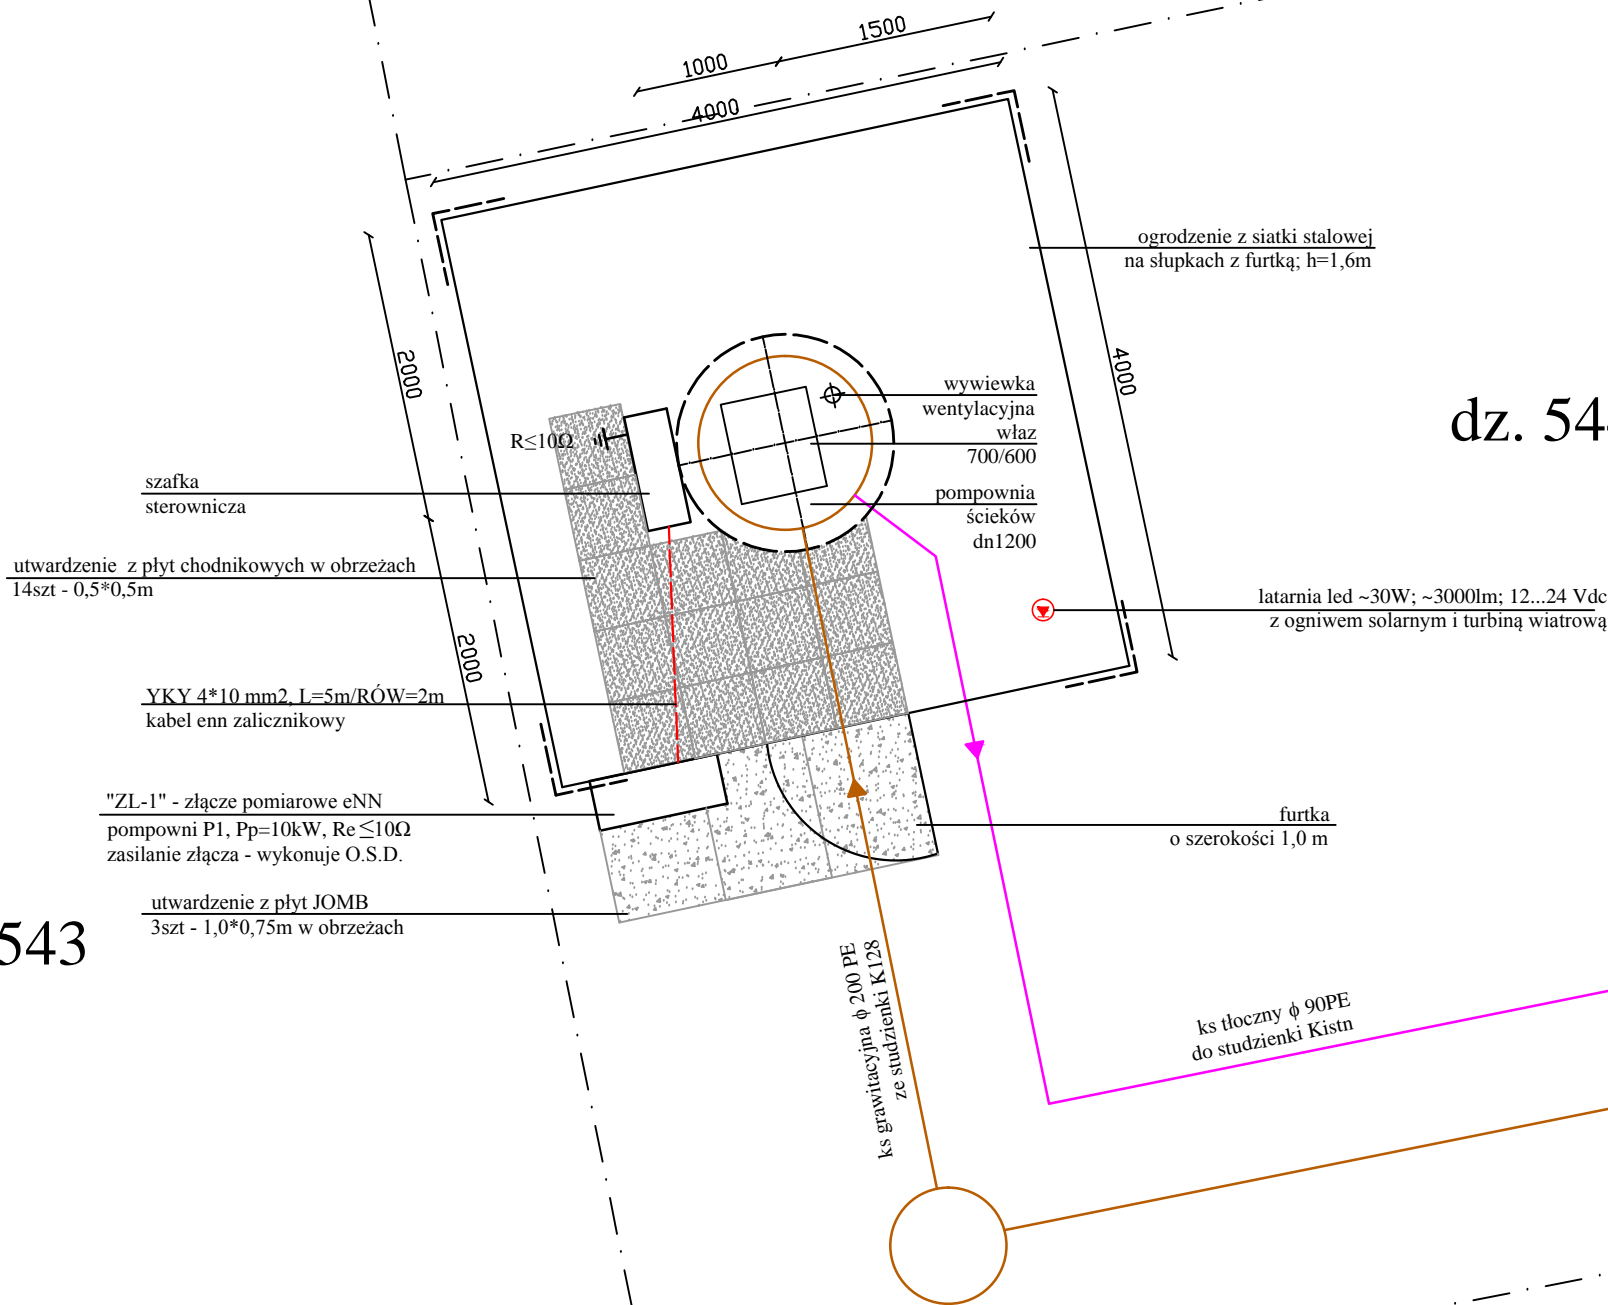 1500
1000
4000
ogrodzenie z siatki stalowej
na słupkach z furtką; h=1,6m
2000
4000
wywiewka
wentylacyjna
właz
700/600
dz. 54
R≤10Ω
szafka
sterownicza
pompownia
ścieków
dn1200
utwardzenie z płyt chodnikowych w obrzeżach
14szt - 0,5*0,5m
latarnia led ~30W; ~3000lm; 12...24 Vdc
z ogniwem solarnym i turbiną wiatrową
2000
YKY 4*10 mm2, L=5m/RÓW=2m
kabel enn zalicznikowy
"ZL-1" - złącze pomiarowe eNN
pompowni P1, Pp=10kW, Re ≤10Ω
zasilanie złącza - wykonuje O.S.D.
furtka
o szerokości 1,0 m
utwardzenie z płyt JOMB
3szt - 1,0*0,75m w obrzeżach
543
ks grawitacyjna ϕ 200 PE
ze studzienki K128
ks tłoczny ϕ 90PE
do studzienki Kistn